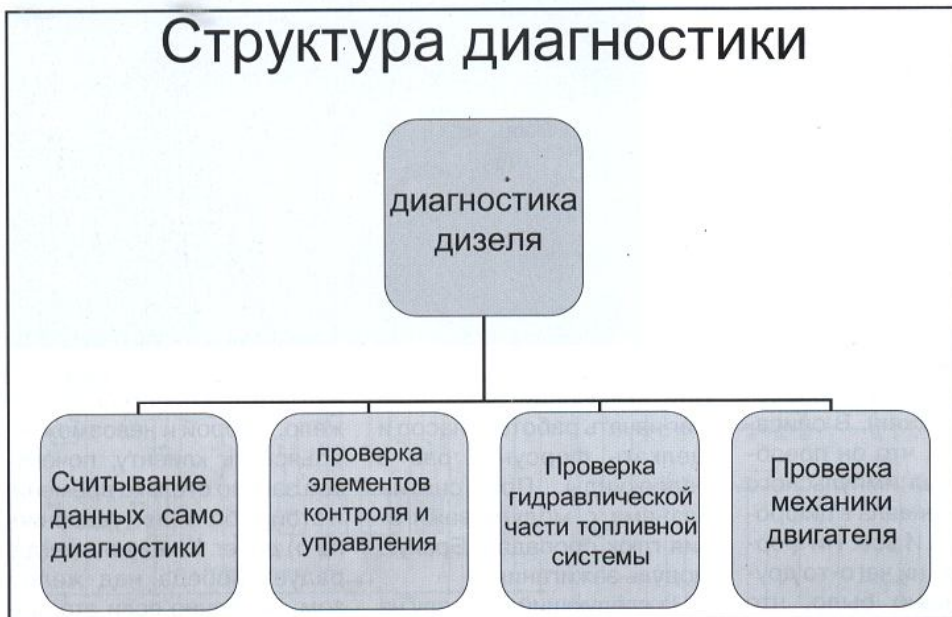 Структура диагностики
диагностика
дизеля
Считывание
данных само
диагностики
проверка
элементов
контроля и
управления
Проверка
гидравлической
части топливной
системы
Проверка
механики
двигателя